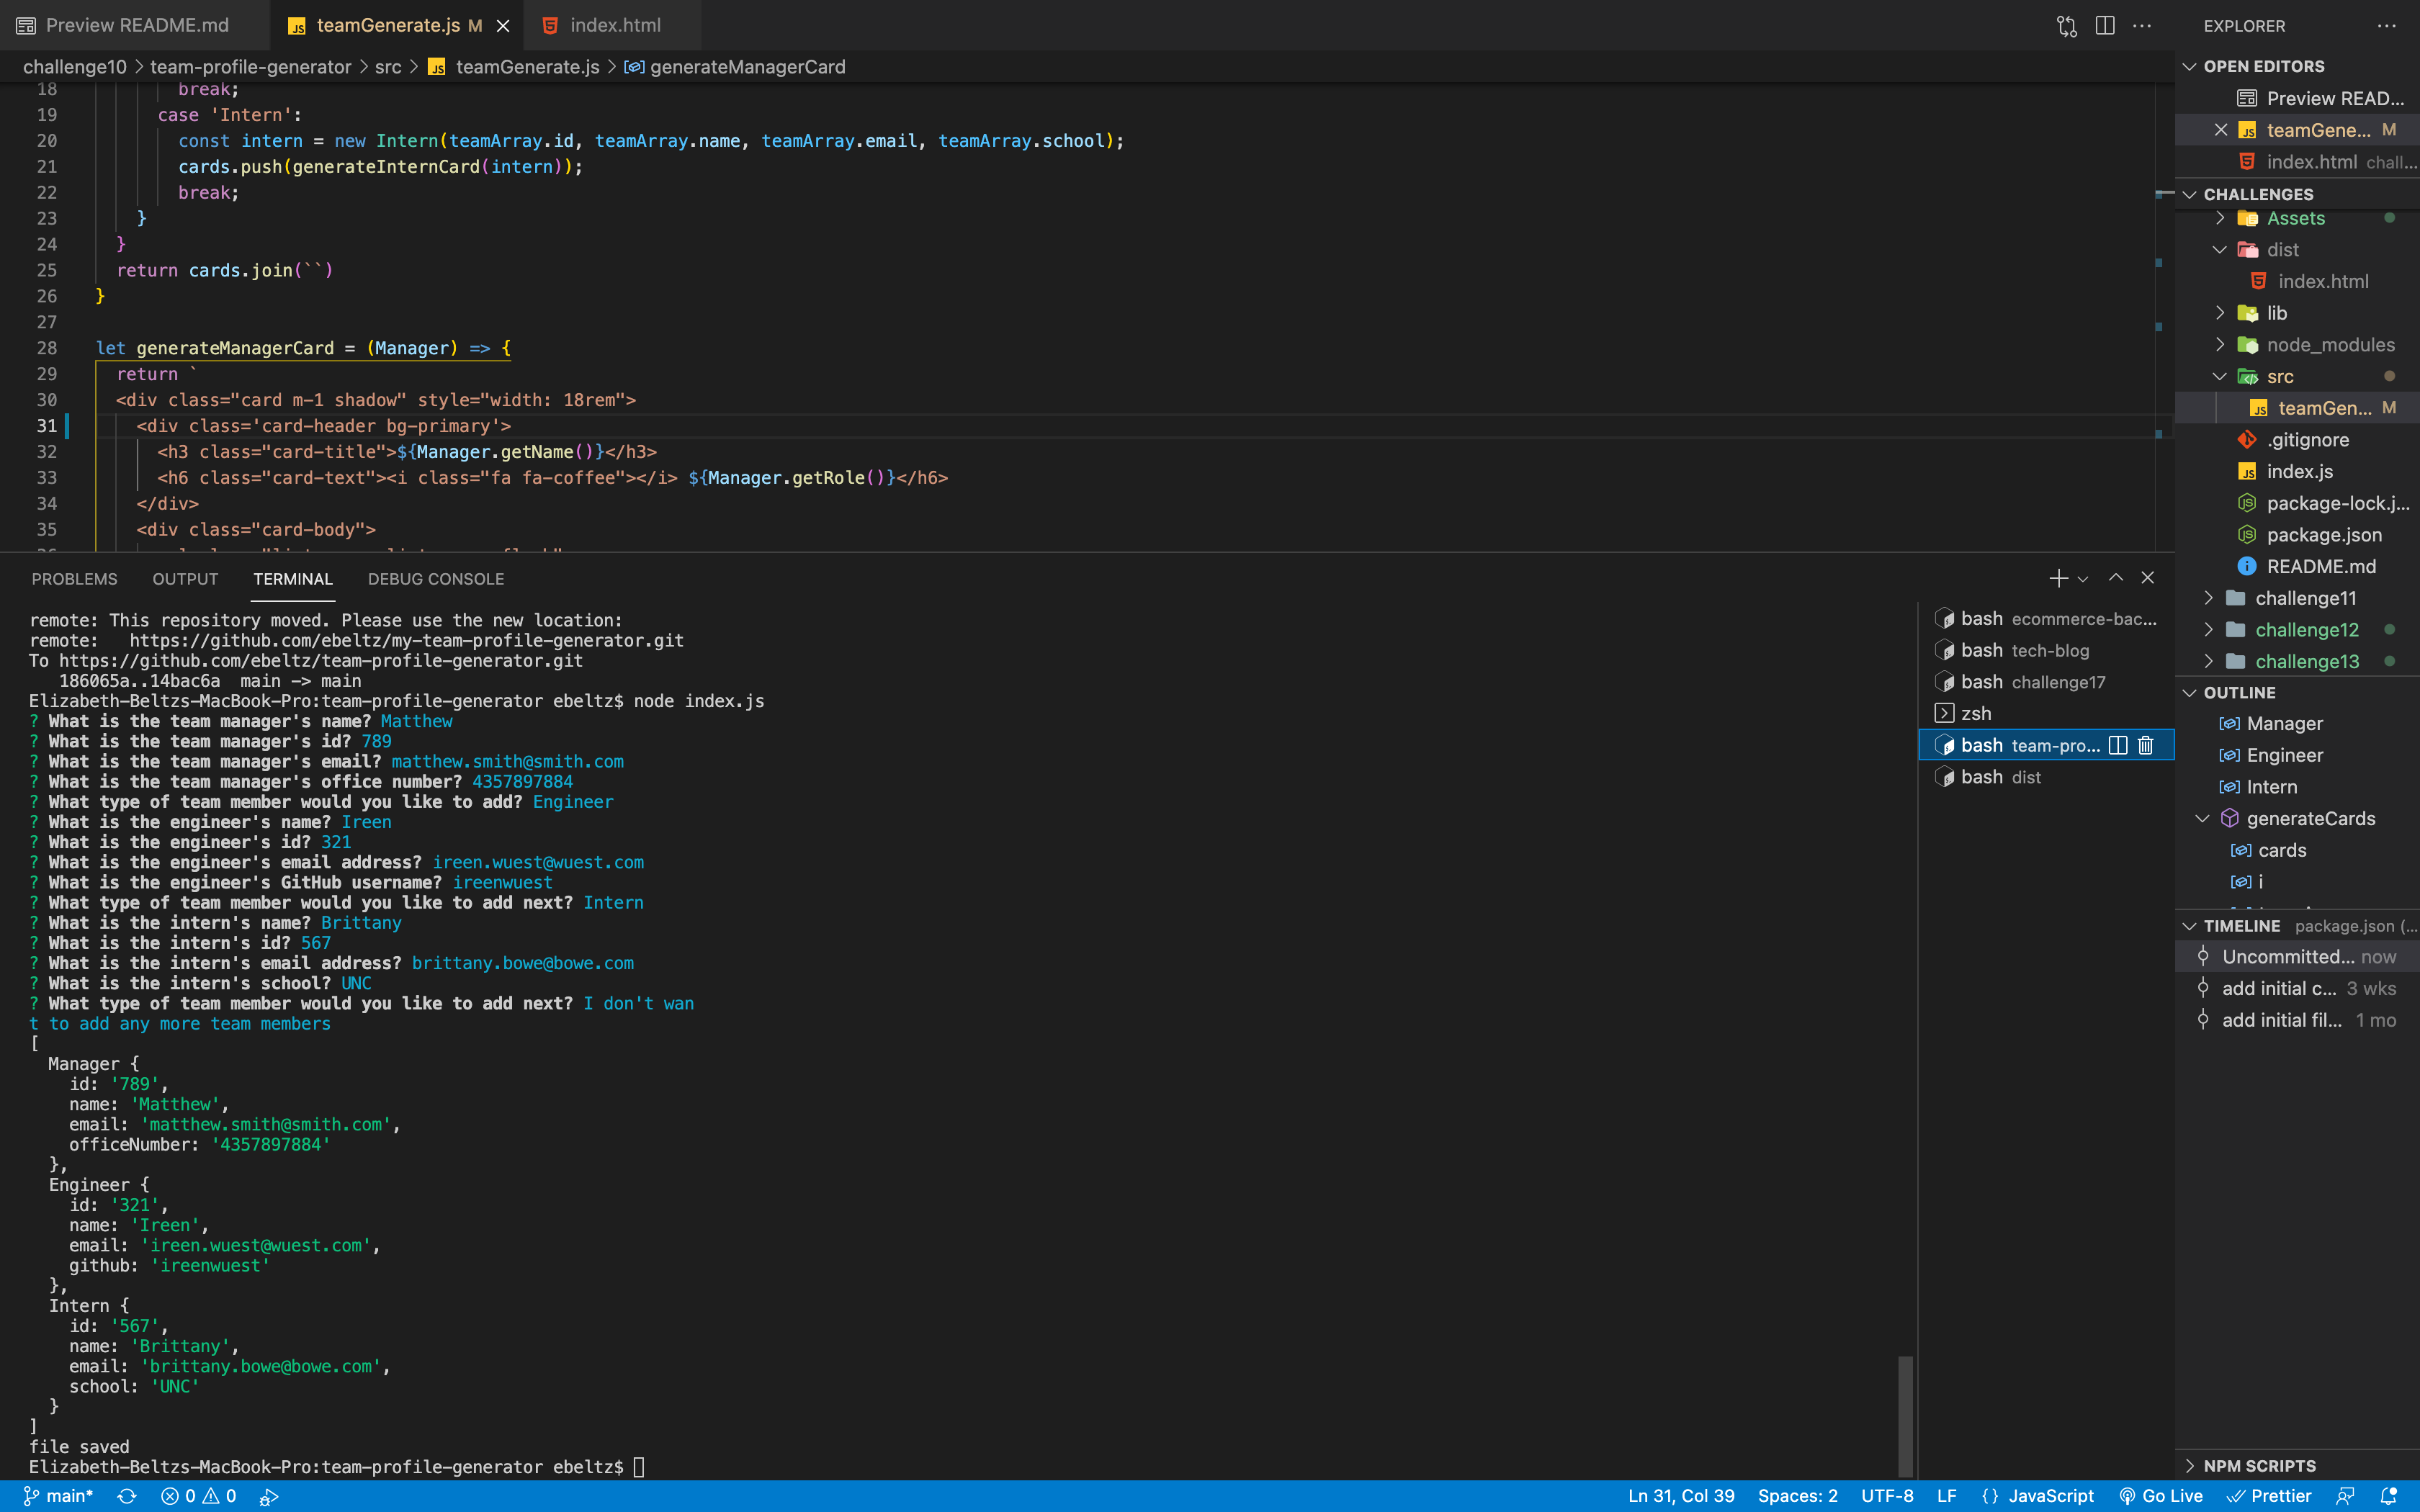 Preview README.md
teamGenerate.js M
index.html
challenge10 > team-profile-generator > src > teamGenerate.js > generateManagerCard
18 break;
19 case 'Intern':
20 const intern = new Intern(teamArray.id, teamArray.name, teamArray.email, teamArray.school);
21 cards.push(generateInternCard(intern));
22 break;
23 }
24 }
25 return cards.join(``)
26 }
27
28 let generateManagerCard = (Manager) => {
29 return `
30 <div class="card m-1 shadow" style="width: 18rem">
31 <div class='card-header bg-primary'>
32 <h3 class="card-title">${Manager.getName()}</h3>
33 <h6 class="card-text"><i class="fa fa-coffee"></i> ${Manager.getRole()}</h6>
34 </div>
35 <div class="card-body">
PROBLEMS OUTPUT TERMINAL DEBUG CONSOLE
remote: This repository moved. Please use the new location:
remote:   https://github.com/ebeltz/my-team-profile-generator.git
To https://github.com/ebeltz/team-profile-generator.git
186065a..14bac6a  main -> main
Elizabeth-Beltzs-MacBook-Pro:team-profile-generator ebeltz$ node index.js
? What is the team manager's name? Matthew
? What is the team manager's id? 789
? What is the team manager's email? matthew.smith@smith.com
? What is the team manager's office number? 4357897884
? What type of team member would you like to add? Engineer
? What is the engineer's name? Ireen
? What is the engineer's id? 321
? What is the engineer's email address? ireen.wuest@wuest.com
? What is the engineer's GitHub username? ireenwuest
? What type of team member would you like to add next? Intern
? What is the intern's name? Brittany
? What is the intern's id? 567
? What is the intern's email address? brittany.bowe@bowe.com
? What is the intern's school? UNC
? What type of team member would you like to add next? I don't wan
t to add any more team members
[
Manager {
id: '789',
name: 'Matthew',
email: 'matthew.smith@smith.com',
officeNumber: '4357897884'
},
Engineer {
id: '321',
name: 'Ireen',
email: 'ireen.wuest@wuest.com',
github: 'ireenwuest'
},
Intern {
id: '567',
name: 'Brittany',
email: 'brittany.bowe@bowe.com',
school: 'UNC'
}
]
file saved
Elizabeth-Beltzs-MacBook-Pro:team-profile-generator ebeltz$
bash ecommerce-bac...
bash tech-blog
bash challenge17
zsh
bash team-pro...
bash dist
EXPLORER
OPEN EDITORS
Preview READ...
teamGene... M
index.html chall...
CHALLENGES
Assets
dist
index.html
lib
node_modules
src
teamGen... M
.gitignore
index.js
package-lock.j...
package.json
README.md
challenge11
challenge12
challenge13
OUTLINE
Manager
Engineer
Intern
generateCards
cards
i
TIMELINE package.json (...
Uncommitted... now
add initial c... 3 wks
add initial fil... 1 mo
NPM SCRIPTS
main* 0 0
Ln 31, Col 39 Spaces: 2 UTF-8 LF {} JavaScript Go Live Prettier